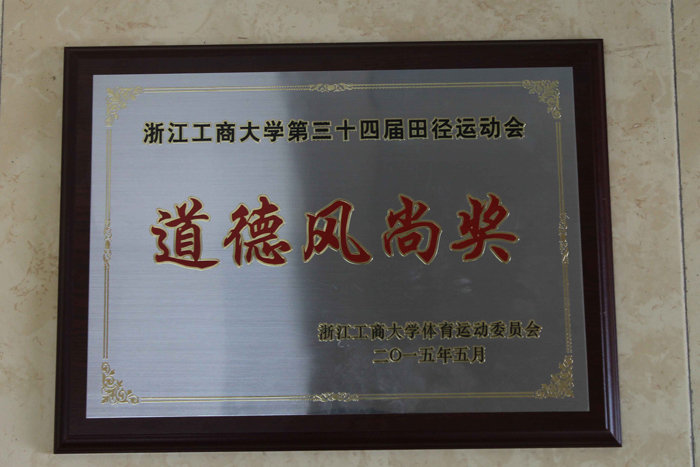 浙江工商大学第三十四届田径运动会
道德风尚奖
浙江工商大学体育运动委员会
二〇一五年五月